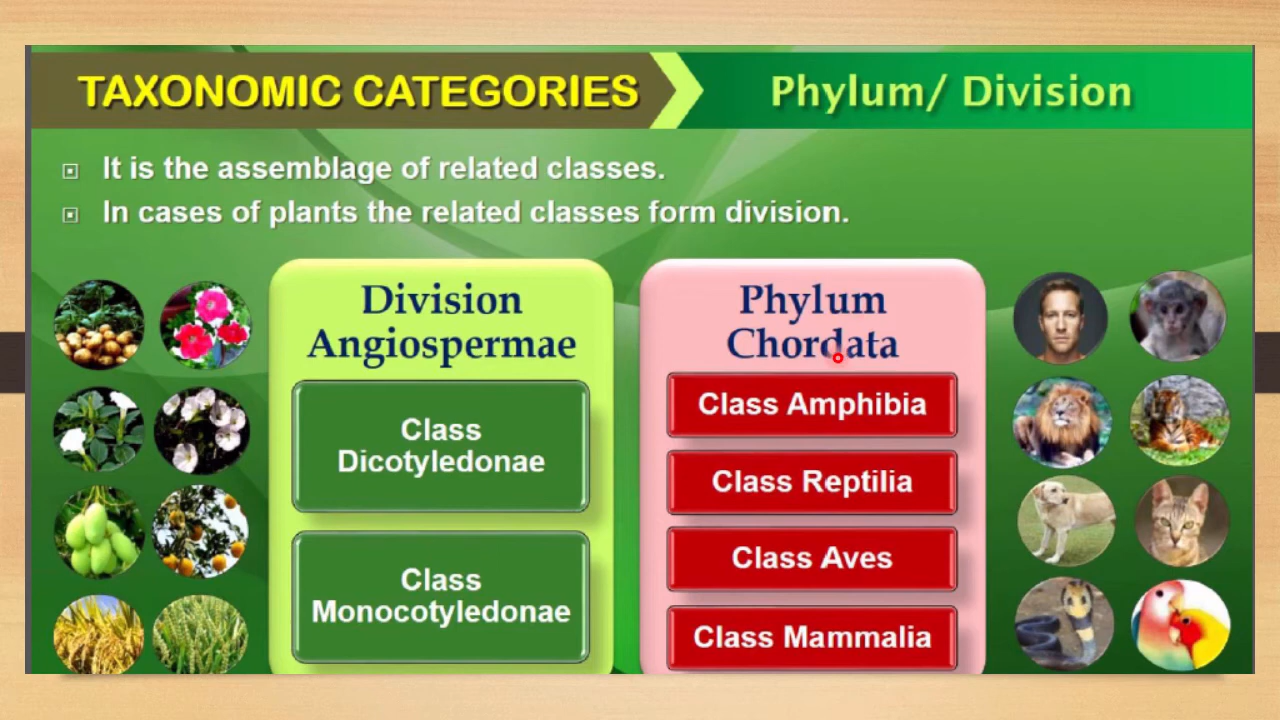 TAXONOMIC CATEGORIES
Phylum/ Division
It is the assemblage of related classes.
In cases of plants the related classes form division.
Division
Angiospermae
Class
Dicotyledonae
Class
Monocotyledonae
Phylum
Chordata
Class Amphibia
Class Reptilia
Class Aves
Class Mammalia